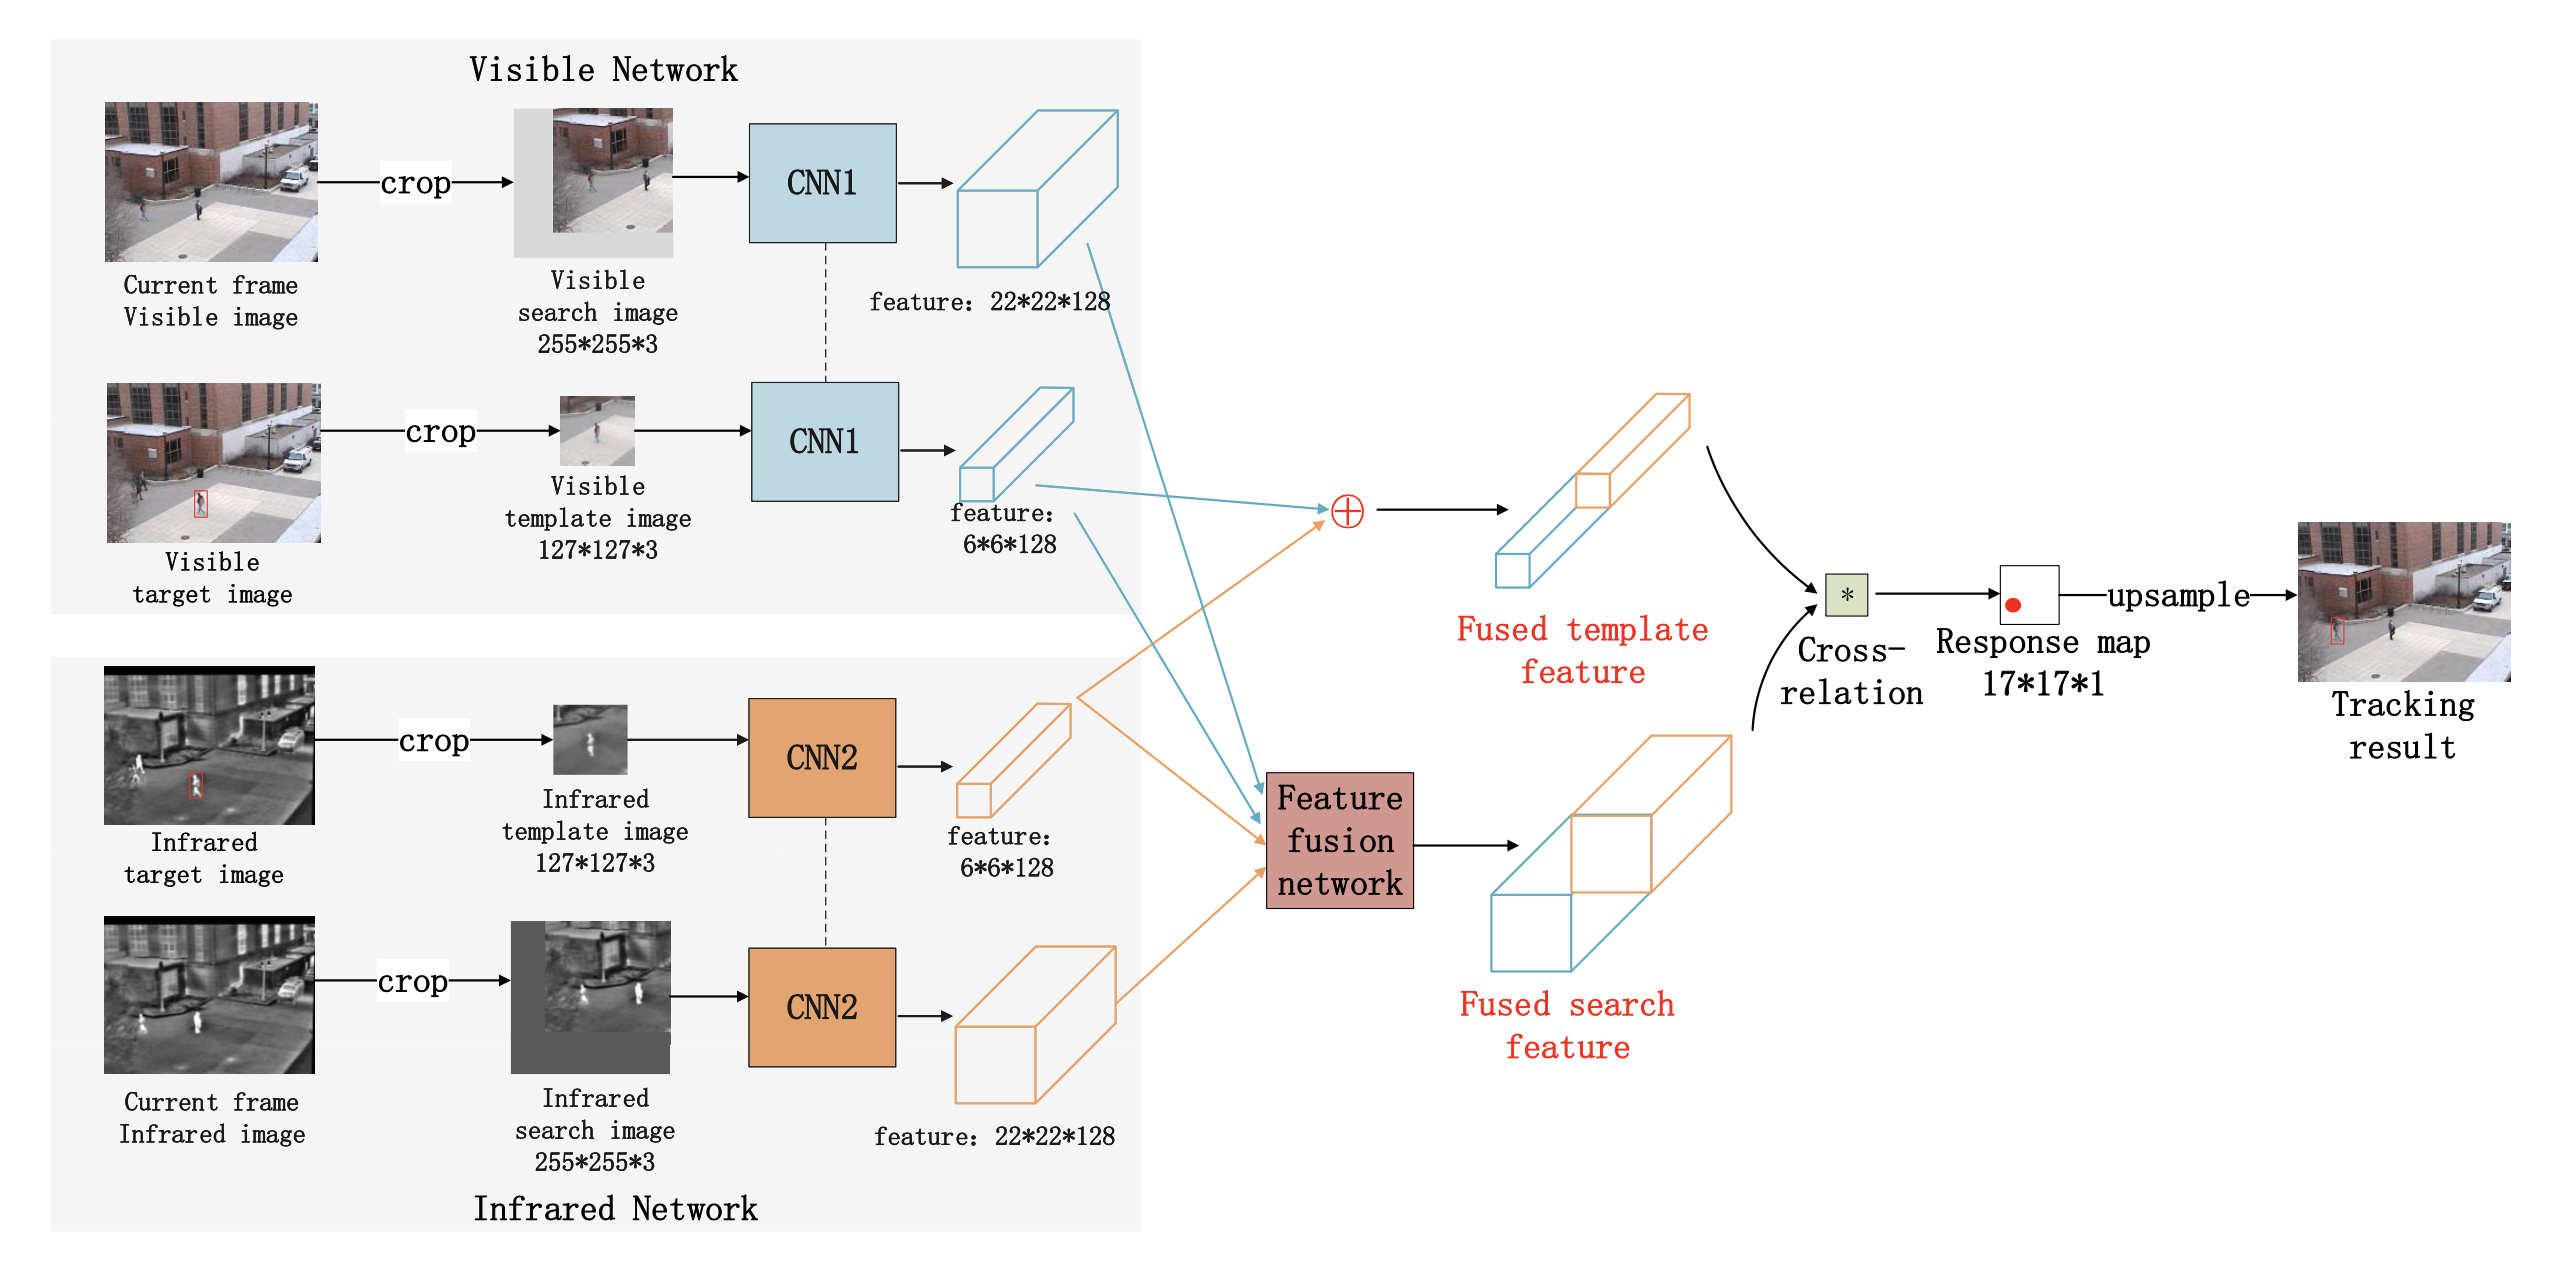 Visible Network
crop
CNN1
Current frame
Visible image
Visible
search image
255*255*3
feature: 22*22*128
crop
CNN1
Visible
target image
Visible
template image
127*127*3
feature:
6*6*128
crop
CNN2
Infrared
target image
Infrared
template image
127*127*3
feature:
6*6*128
crop
CNN2
Current frame
Infrared image
Infrared
search image
255*255*3
feature: 22*22*128
Infrared Network
Fused template
feature
Feature
fusion
network
Fused search
feature
*
Cross-
relation
Response map
17*17*1
upsample
Tracking
result